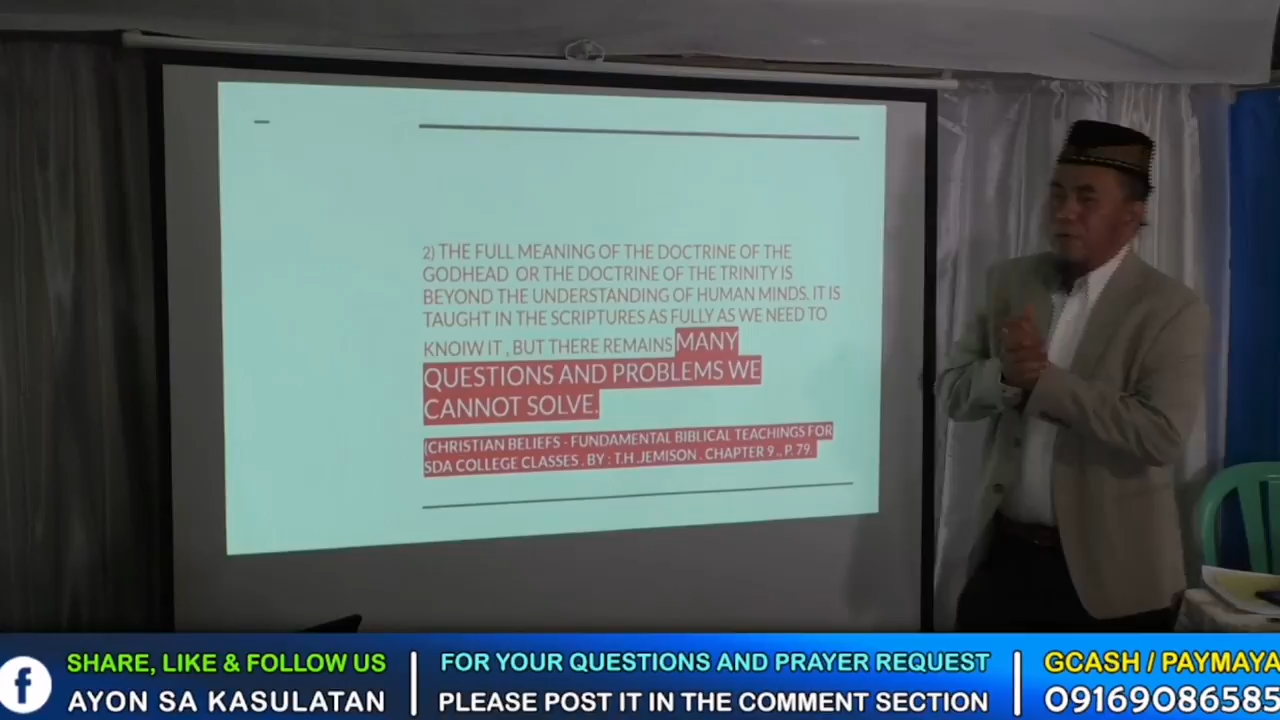 2) THE FULL MEANING OF THE DOCTRINE OF THE
GODHEAD OR THE DOCTRINE OF THE TRINITY IS
BEYOND THE UNDERSTANDING OF HUMAN MINDS. IT IS
TAUGHT IN THE SCRIPTURES AS FULLY AS WE NEED TO
KNOIW IT , BUT THERE REMAINS MANY
QUESTIONS AND PROBLEMS WE
CANNOT SOLVE.
(CHRISTIAN BELIEFS - FUNDAMENTAL BIBLICAL TEACHINGS FOR
SDA COLLEGE CLASSES , BY : T.H .JEMISON . CHAPTER 9 ., P. 79.
f
SHARE, LIKE & FOLLOW US
AYON SA KASULATAN
FOR YOUR QUESTIONS AND PRAYER REQUEST
PLEASE POST IT IN THE COMMENT SECTION
GCASH / PAYMAYA
09169086585